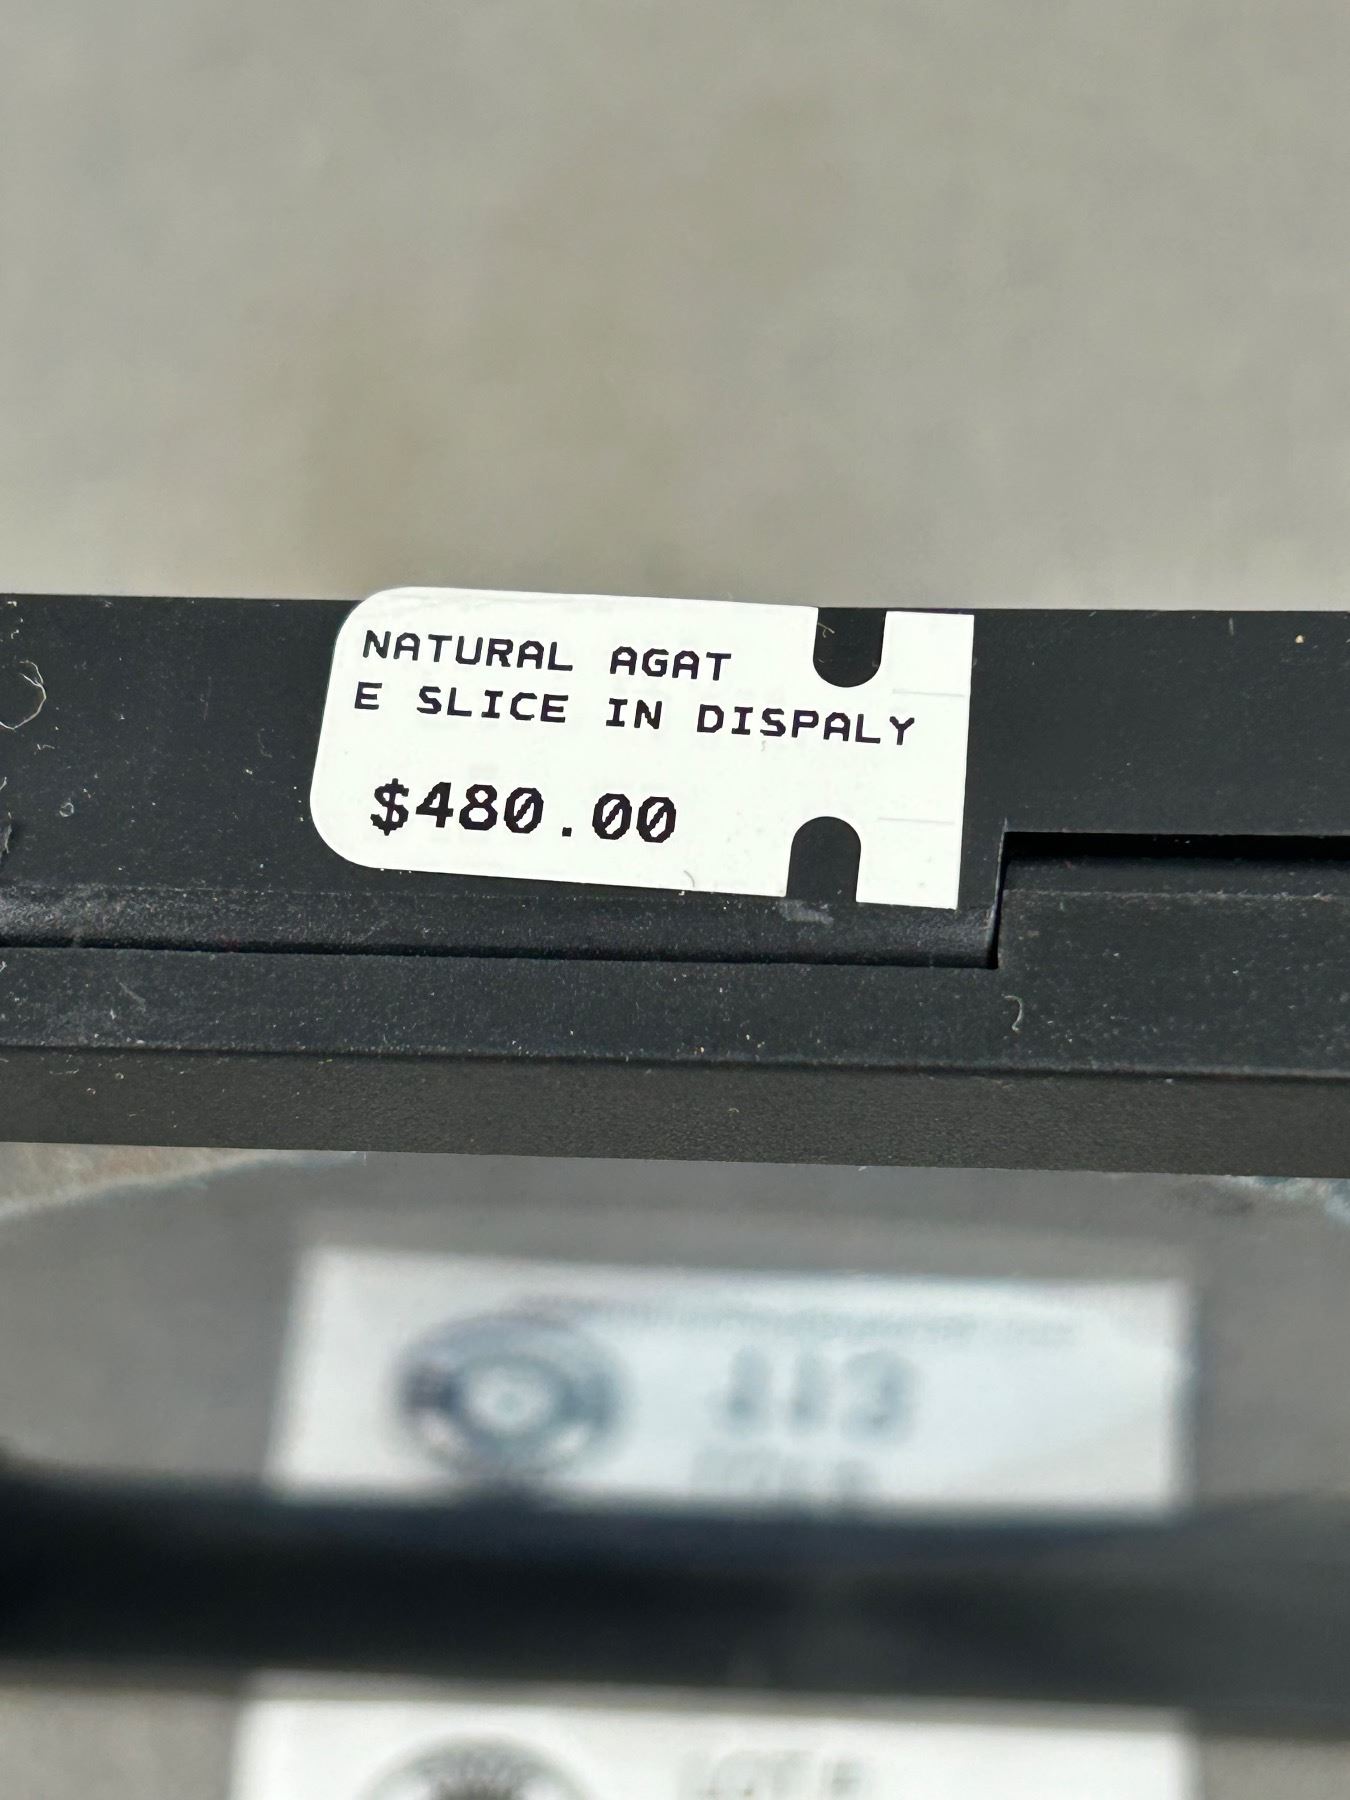 NATURAL AGAT
E SLICE IN DISPALY
$480.00